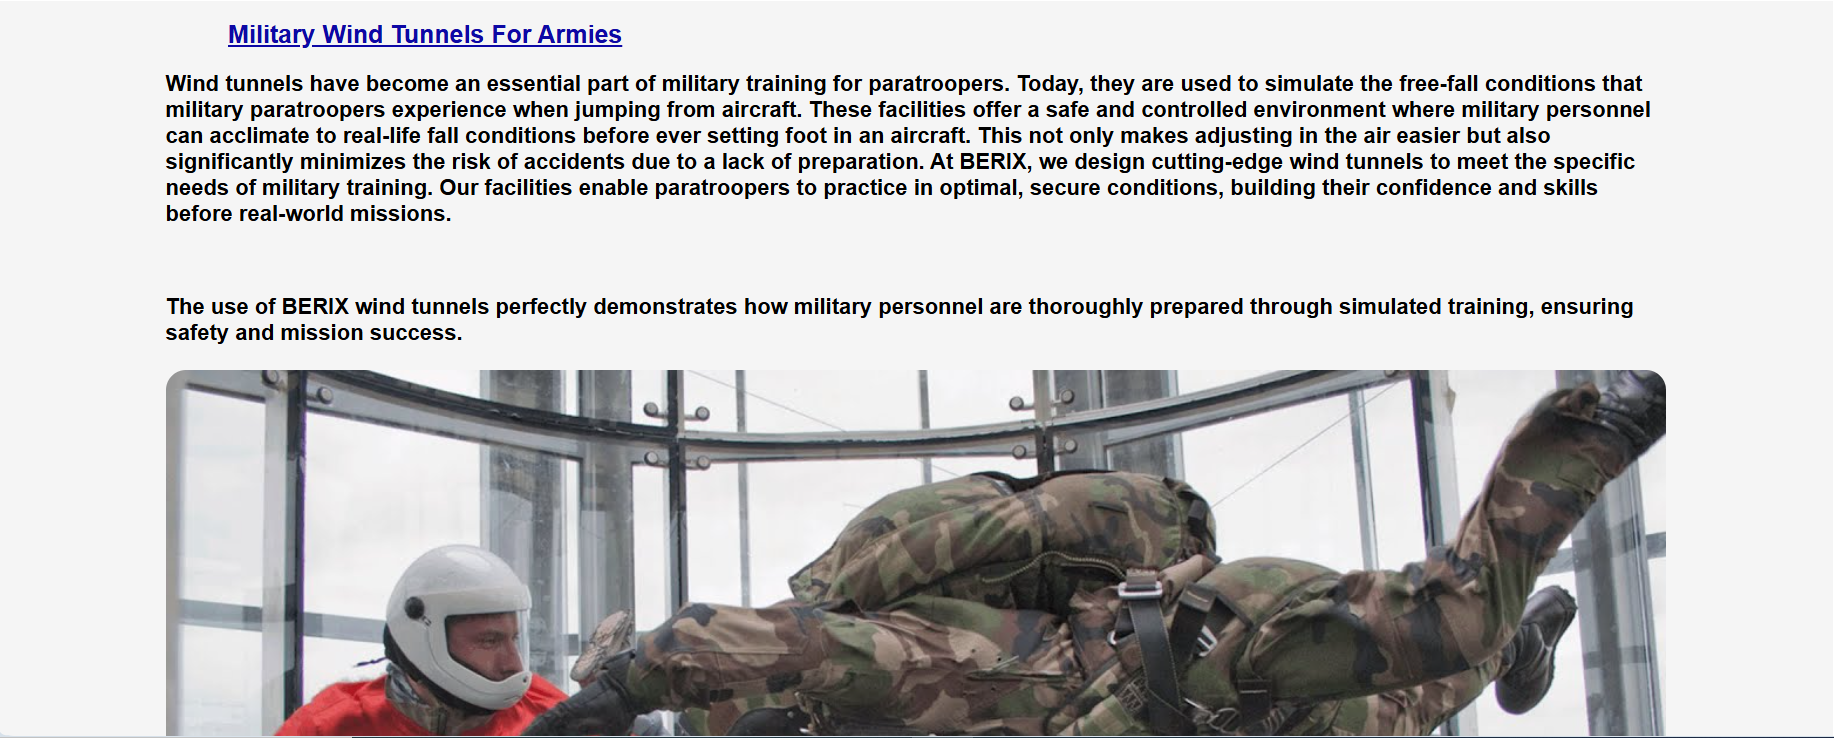 Military Wind Tunnels For Armies
Wind tunnels have become an essential part of military training for paratroopers. Today, they are used to simulate the free-fall conditions that
military paratroopers experience when jumping from aircraft. These facilities offer a safe and controlled environment where military personnel
can acclimate to real-life fall conditions before ever setting foot in an aircraft. This not only makes adjusting in the air easier but also
significantly minimizes the risk of accidents due to a lack of preparation. At BERIX, we design cutting-edge wind tunnels to meet the specific
needs of military training. Our facilities enable paratroopers to practice in optimal, secure conditions, building their confidence and skills
before real-world missions.
The use of BERIX wind tunnels perfectly demonstrates how military personnel are thoroughly prepared through simulated training, ensuring
safety and mission success.